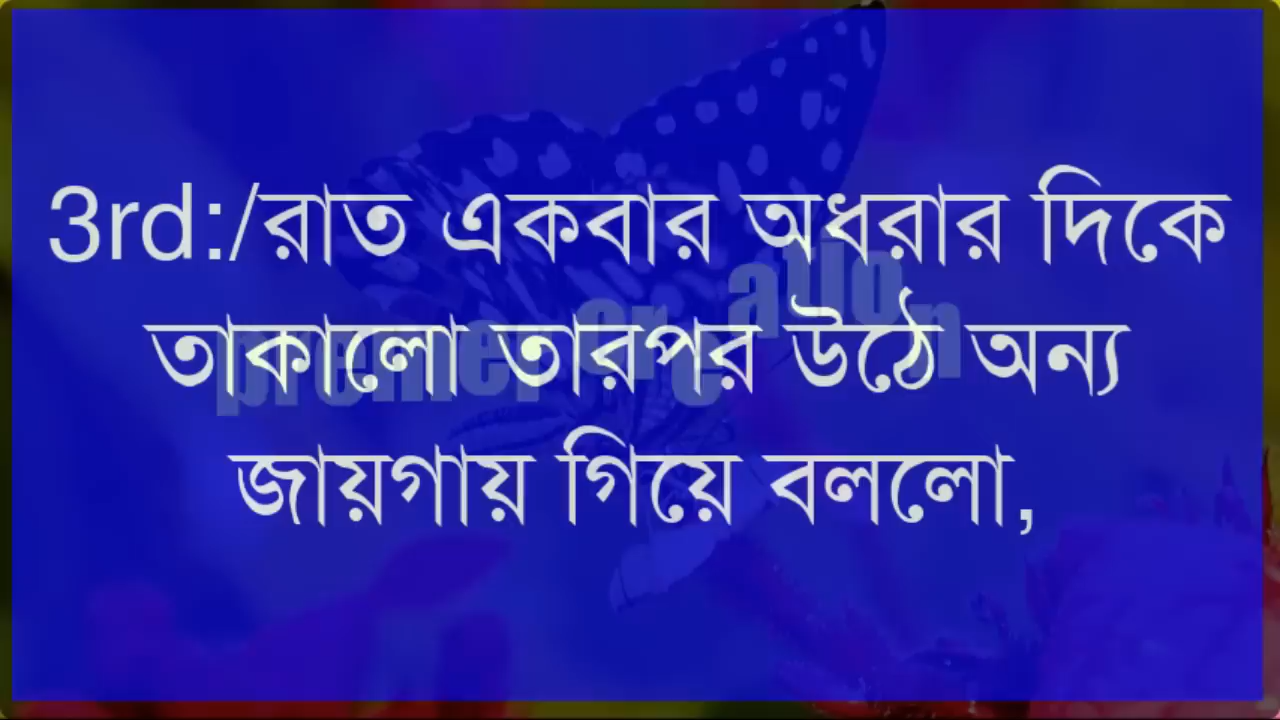 3rd:/রাত একবার অধরার দিকে
তাকালো তারপর উঠে অন্য
জায়গায় গিয়ে বললো,